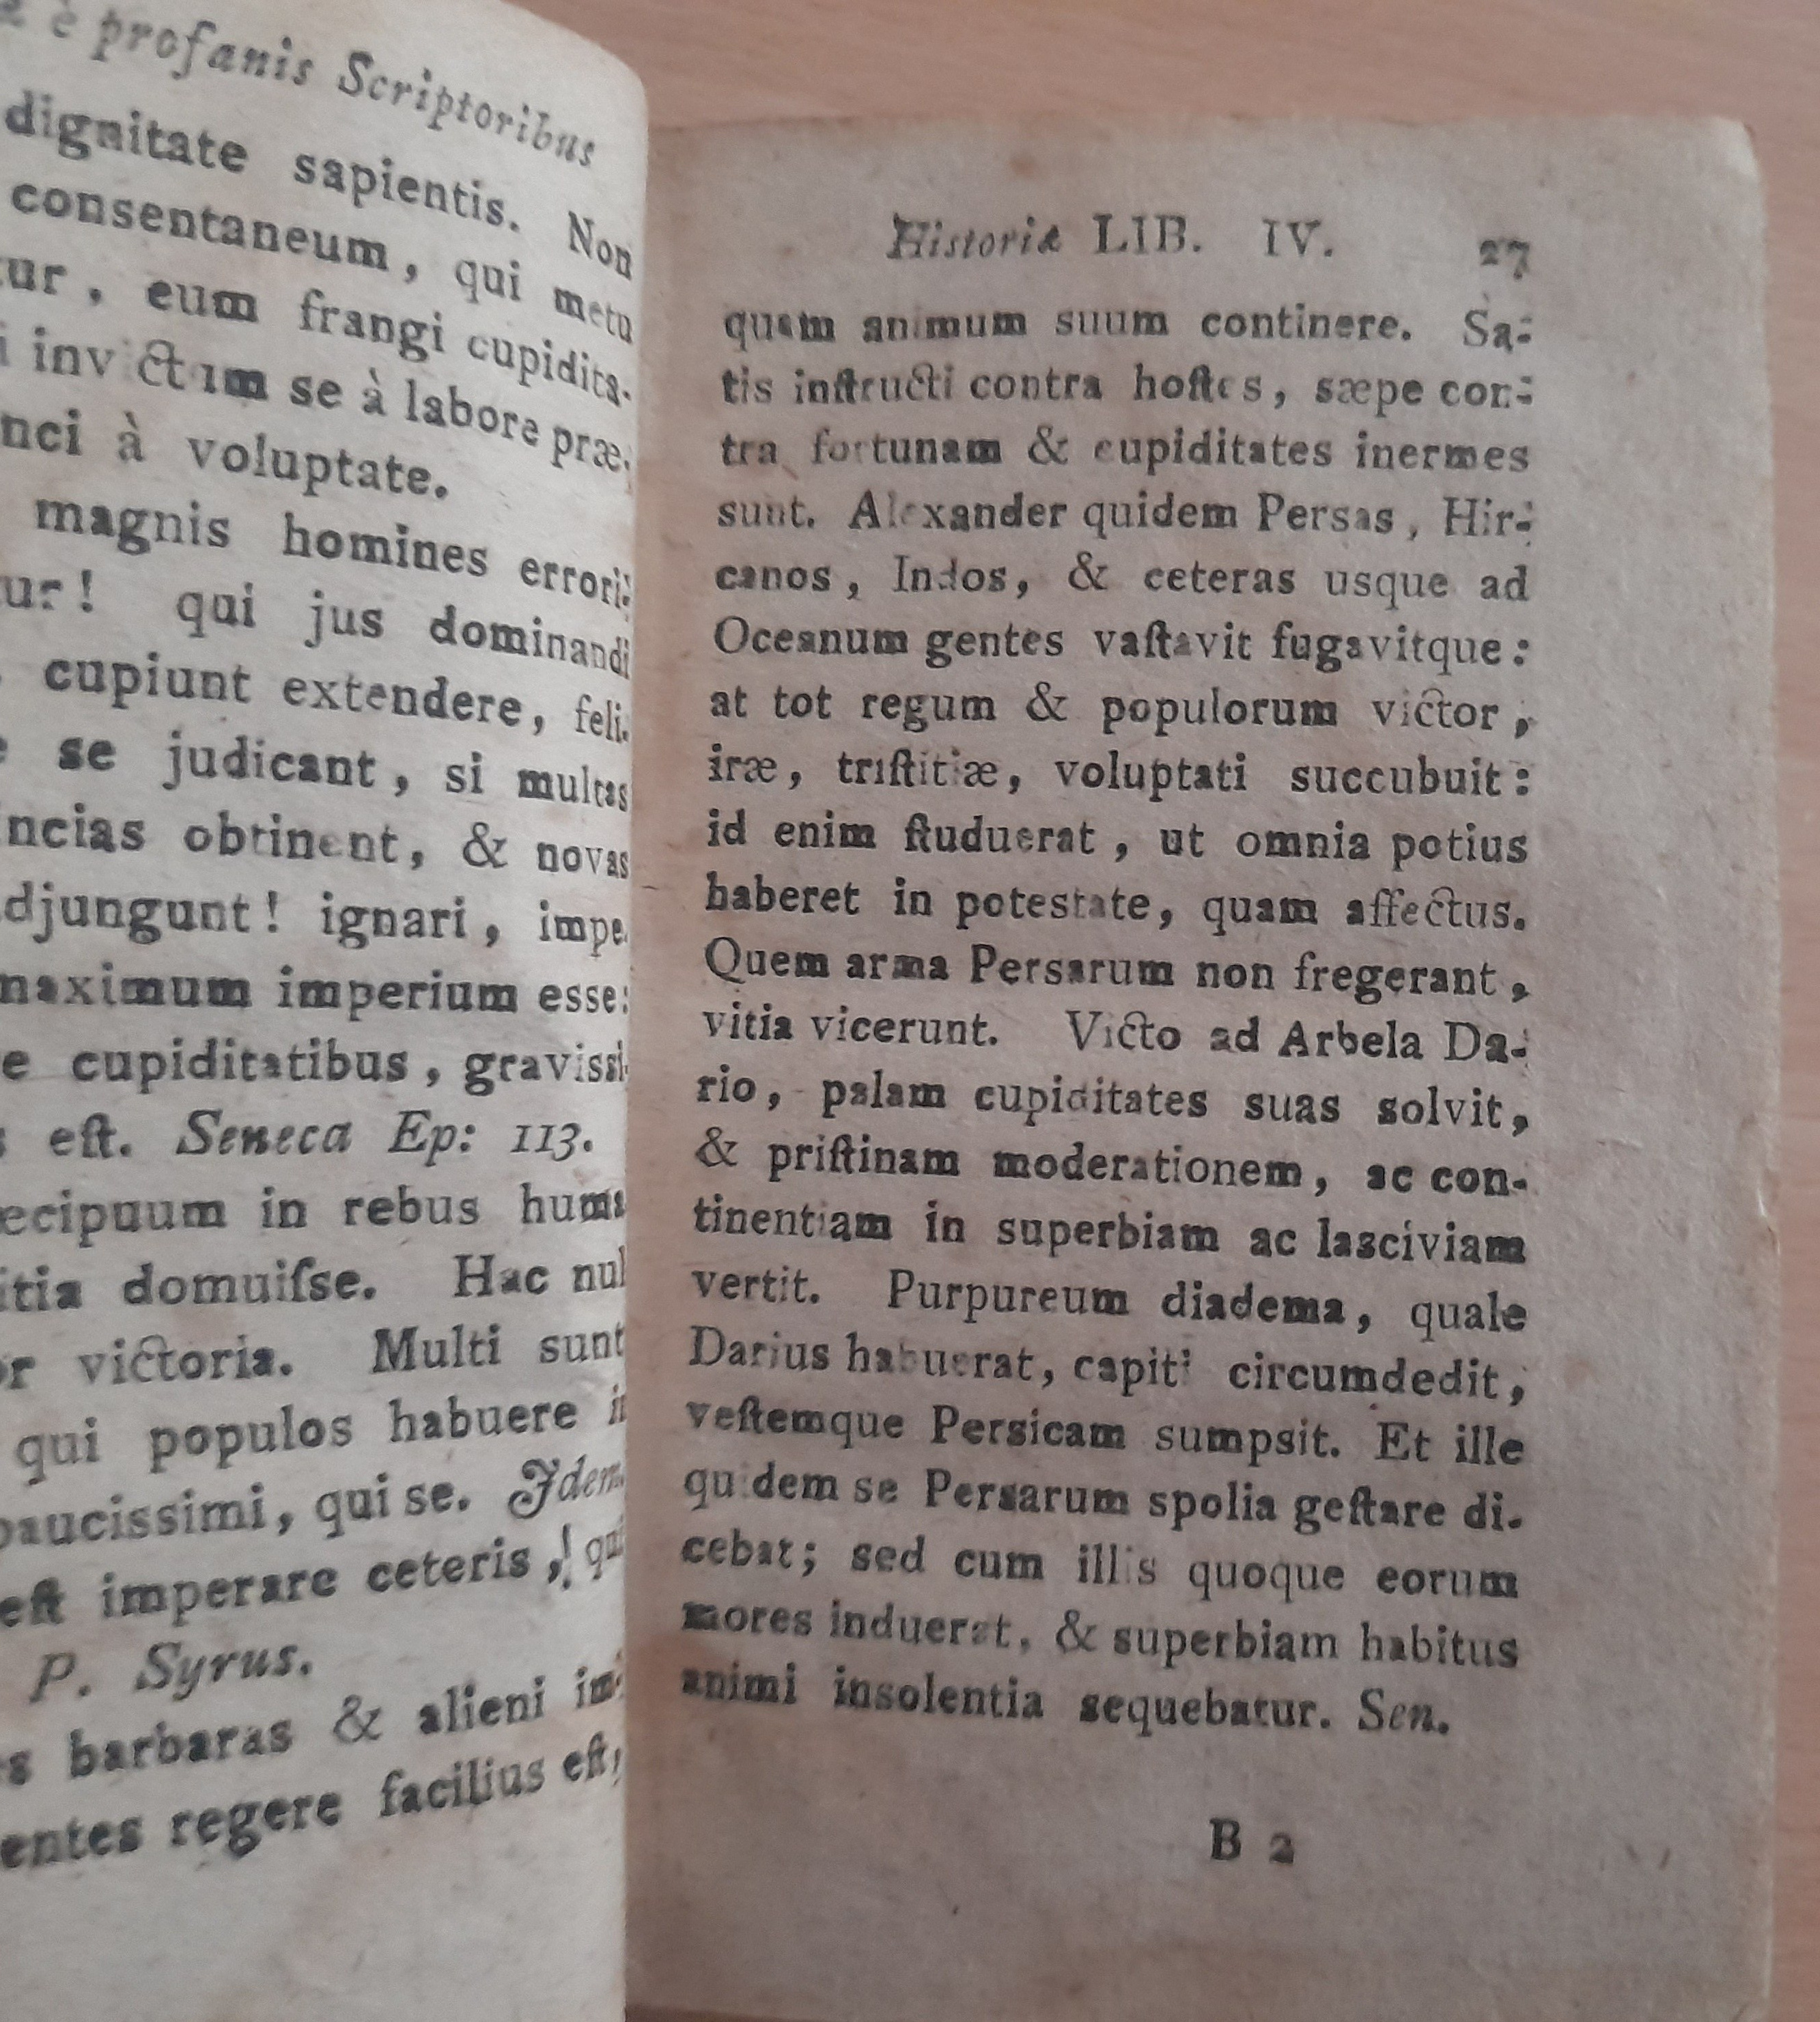 è profanis Scriptoribus
dignitate sapientis. Non
consentaneum, qui metu
eum frangi cupidita-
invictum se à labore præ-
à voluptate.
magnis homines errori-
qui jus dominandi
cupiunt extendere, feli-
se judicant, si multas
obtinent, & novas
ignari, impe
maximum imperium esse:
cupiditatibus, gravissi
eſt. Seneca Ep: 113.
in rebus huma
domuiſse. Hac nul
victoria. Multi sunt
qui populos habuere in
paucissimi, qui se. Idem.
eſt imperare ceteris, qui
P. Syrus.
barbaras & alieni im-
regere facilius eſt,
Historiæ LIB. IV. 27
quam animum suum continere. Sa-
tis inſtructi contra hoſtes, sæpe con-
tra fortunam & cupiditates inermes
sunt. Alexander quidem Persas, Hir-
canos, Indos, & ceteras usque ad
Oceanum gentes vaſtavit fugavitque:
at tot regum & populorum victor,
iræ, triſtitiæ, voluptati succubuit:
id enim ſtuduerat, ut omnia potius
haberet in potestate, quam affectus.
Quem arma Persarum non fregerant,
vitia vicerunt. Victo ad Arbela Da-
rio, palam cupiditates suas solvit,
& priſtinam moderationem, ac con-
tinentiam in superbiam ac lasciviam
vertit. Purpureum diadema, quale
Darius habuerat, capiti circumdedit,
veſtemque Persicam sumpsit. Et ille
quidem se Persarum spolia geſtare di-
cebat; sed cum illis quoque eorum
mores induerat, & superbiam habitus
animi insolentia sequebatur. Sen.
B 2